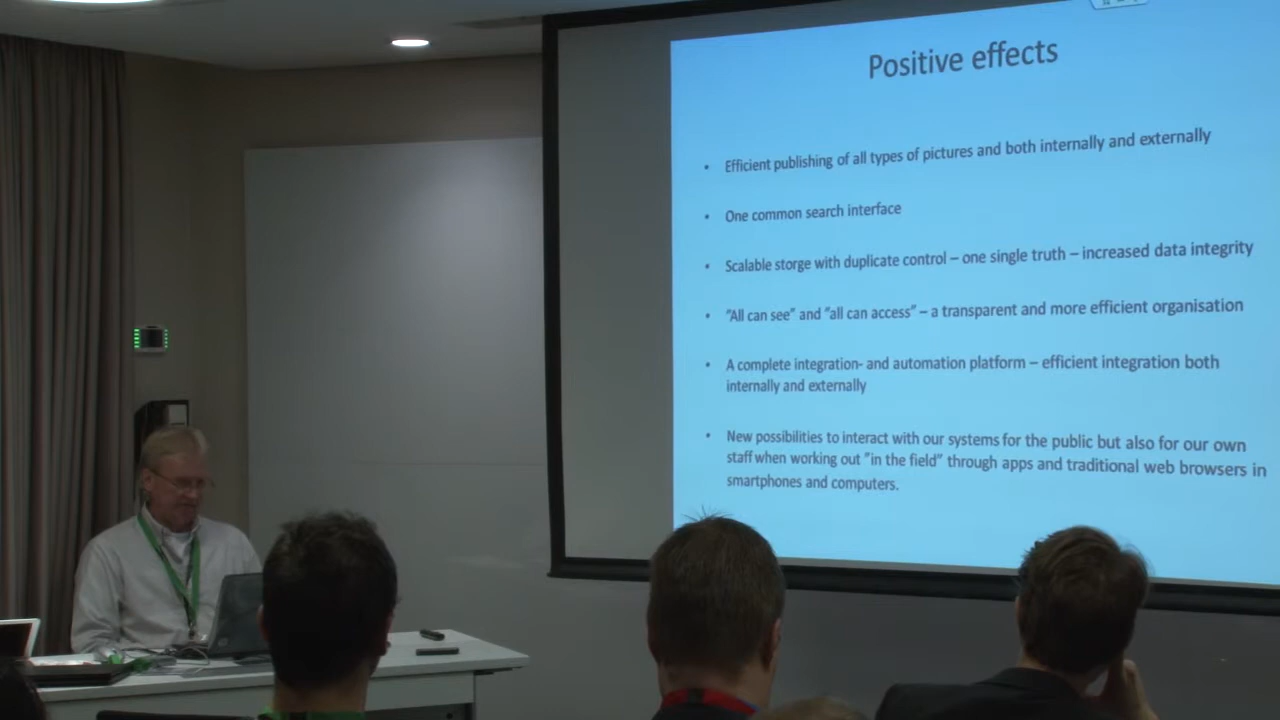 Positive effects
• Efficient publishing of all types of pictures and both internally and externally
• One common search interface
• Scalable storge with duplicate control – one single truth – increased data integrity
• "All can see" and "all can access" – a transparent and more efficient organisation
• A complete integration- and automation platform – efficient integration both
internally and externally
• New possibilities to interact with our systems for the public but also for our own
staff when working out "in the field" through apps and traditional web browsers in
smartphones and computers.